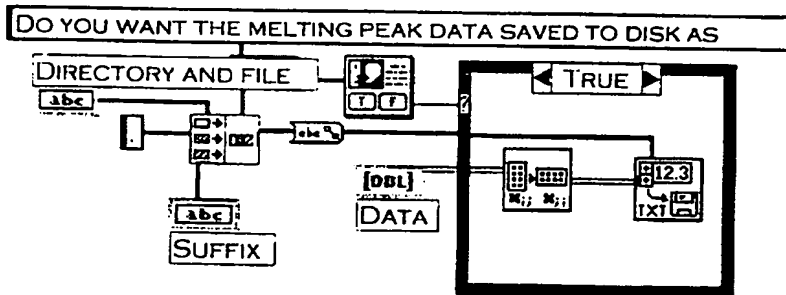 DO YOU WANT THE MELTING PEAK DATA SAVED TO DISK AS
DIRECTORY AND FILE
T F
TRUE
abc
?
abc
[DBL]
12.3
DATA
TXT
abc
SUFFIX